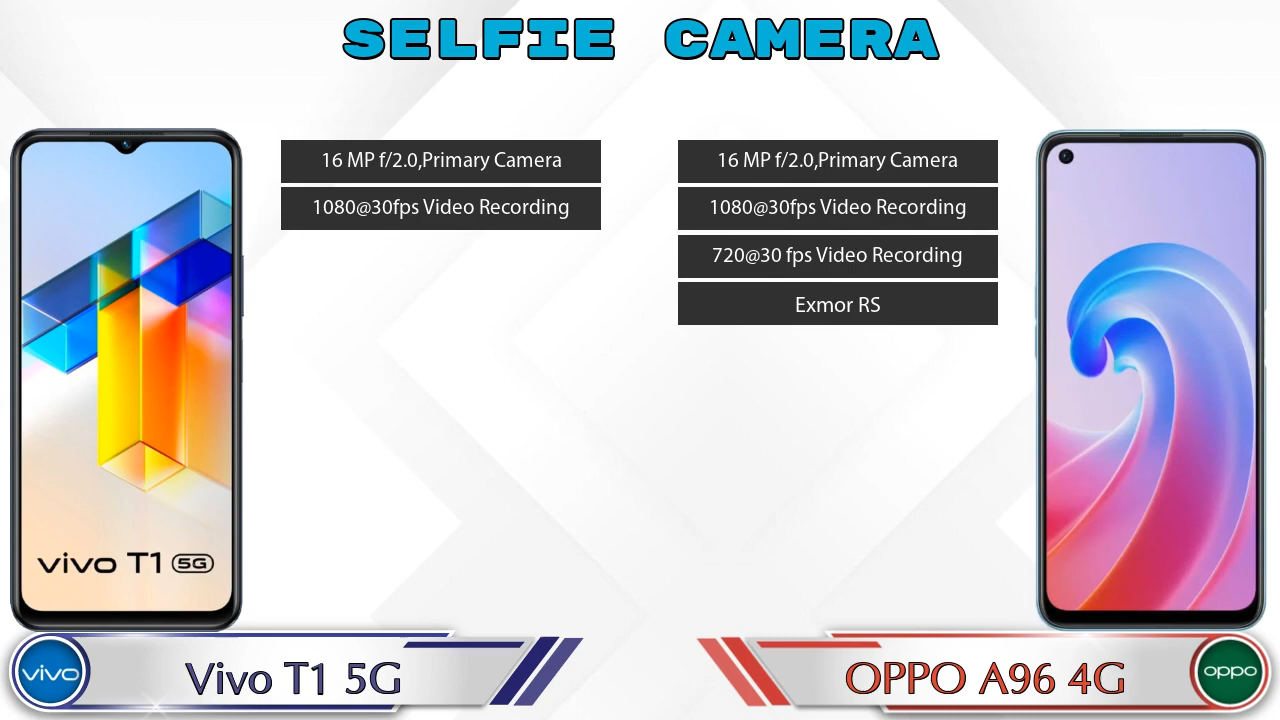 SELFIE CAMERA
16 MP f/2.0,Primary Camera
1080@30fps Video Recording
16 MP f/2.0,Primary Camera
1080@30fps Video Recording
720@30 fps Video Recording
Exmor RS
vivo T1 5G
vivo
Vivo T1 5G
OPPO A96 4G
oppo